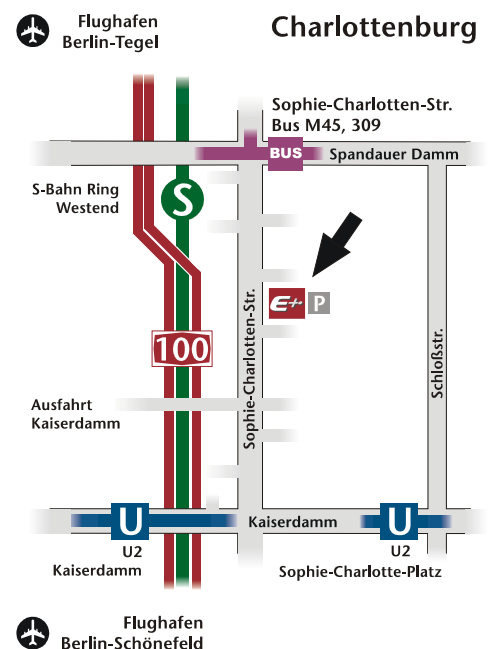 Flughafen
Berlin-Tegel
Charlottenburg
Sophie-Charlotten-Str.
Bus M45, 309
BUS
Spandauer Damm
S-Bahn Ring
Westend
S
E+
P
Sophie-Charlotten-Str.
Schloßstr.
100
Ausfahrt
Kaiserdamm
U
Kaiserdamm
U
U2
Kaiserdamm
U2
Sophie-Charlotte-Platz
Flughafen
Berlin-Schönefeld